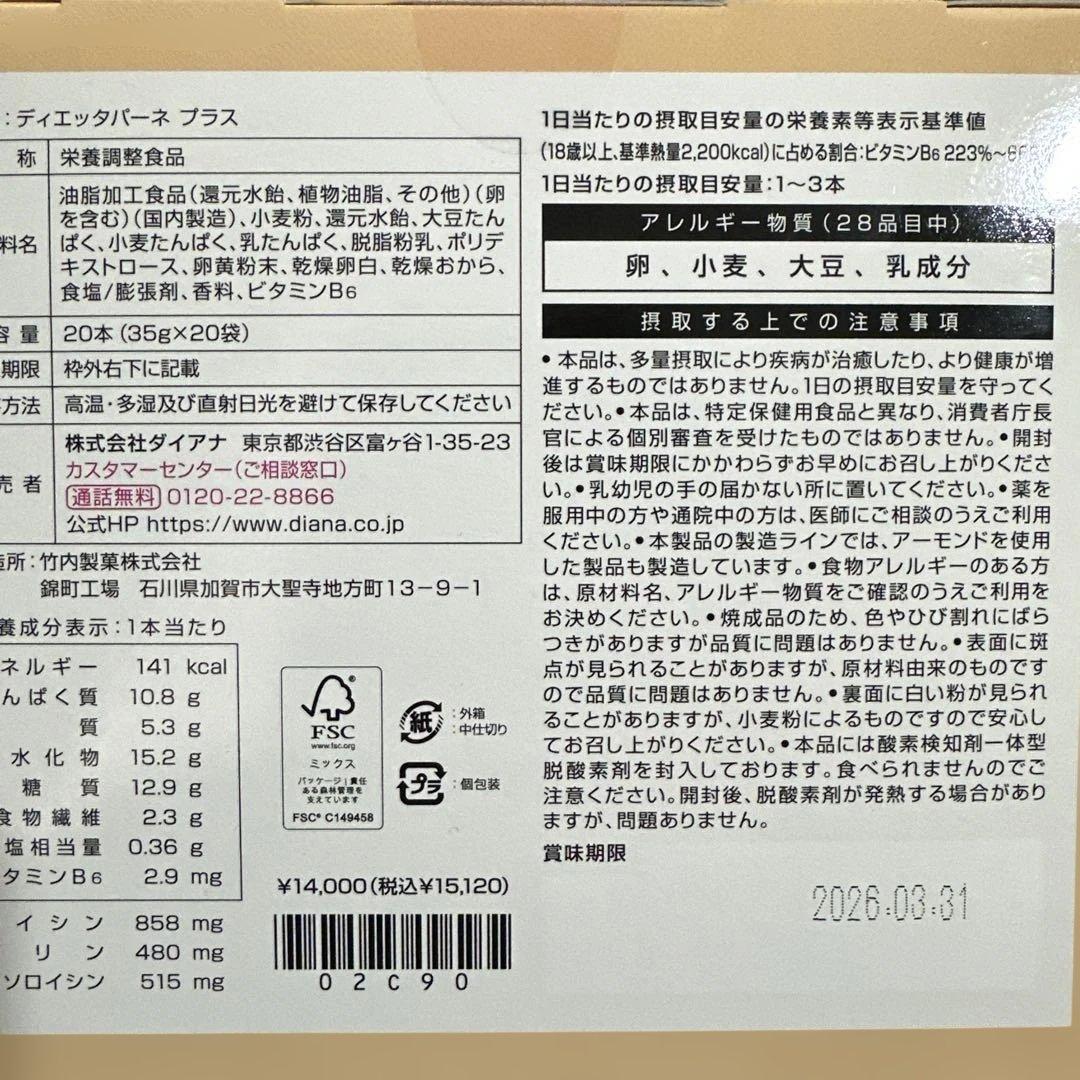 :ディエッタパーネ プラス
称 栄養調整食品
料名 油脂加工食品(還元水飴、植物油脂、その他)(卵
を含む)(国内製造)、小麦粉、還元水飴、大豆たん
ぱく、小麦たんぱく、乳たんぱく、脱脂粉乳、ポリデ
キストロース、卵黄粉末、乾燥卵白、乾燥おから、
食塩/膨張剤、香料、ビタミンB6
容量 20本(35g×20袋)
期限 枠外右下に記載
方法 高温・多湿及び直射日光を避けて保存してください
売者 株式会社ダイアナ 東京都渋谷区富ヶ谷1-35-23
カスタマーセンター(ご相談窓口)
通話無料 0120-22-8866
公式HP https://www.diana.co.jp
造所:竹内製菓株式会社
錦町工場 石川県加賀市大聖寺地方町13-9-1
養成分表示:1本当たり
ネルギー 141 kcal
んぱく質 10.8 g
質 5.3 g
水化物 15.2 g
糖質 12.9 g
食物繊維 2.3 g
塩相当量 0.36 g
タミンB6 2.9 mg
イシン 858 mg
リン 480 mg
ソロイシン 515 mg
FSC
www.fsc.org
ミックス
パッケージ|責任
ある森林管理を
支えています
FSC® C149458
紙 :外箱
:中仕切り
プラ :個包装
¥14,000(税込¥15,120)
02C90
1日当たりの摂取目安量の栄養素等表示基準値
(18歳以上、基準熱量2,200kcal)に占める割合:ビタミンB6 223%~
1日当たりの摂取目安量:1~3本
アレルギー物質(28品目中)
卵、小麦、大豆、乳成分
摂取する上での注意事項
•本品は、多量摂取により疾病が治癒したり、より健康が増
進するものではありません。1日の摂取目安量を守ってく
ださい。•本品は、特定保健用食品と異なり、消費者庁長
官による個別審査を受けたものではありません。•開封
後は賞味期限にかかわらずお早めにお召し上がりくださ
い。•乳幼児の手の届かない所に置いてください。•薬を
服用中の方や通院中の方は、医師にご相談のうえご利用
ください。•本製品の製造ラインでは、アーモンドを使用
した製品も製造しています。•食物アレルギーのある方
は、原材料名、アレルギー物質をご確認のうえご利用を
お決めください。•焼成品のため、色やひび割れにばら
つきがありますが品質に問題はありません。•表面に斑
点が見られることがありますが、原材料由来のものです
ので品質に問題はありません。•裏面に白い粉が見られ
ることがありますが、小麦粉によるものですので安心し
てお召し上がりください。•本品には酸素検知剤一体型
脱酸素剤を封入しております。食べられませんのでご
注意ください。開封後、脱酸素剤が発熱する場合があり
ますが、問題ありません。
賞味期限
2026.03.31